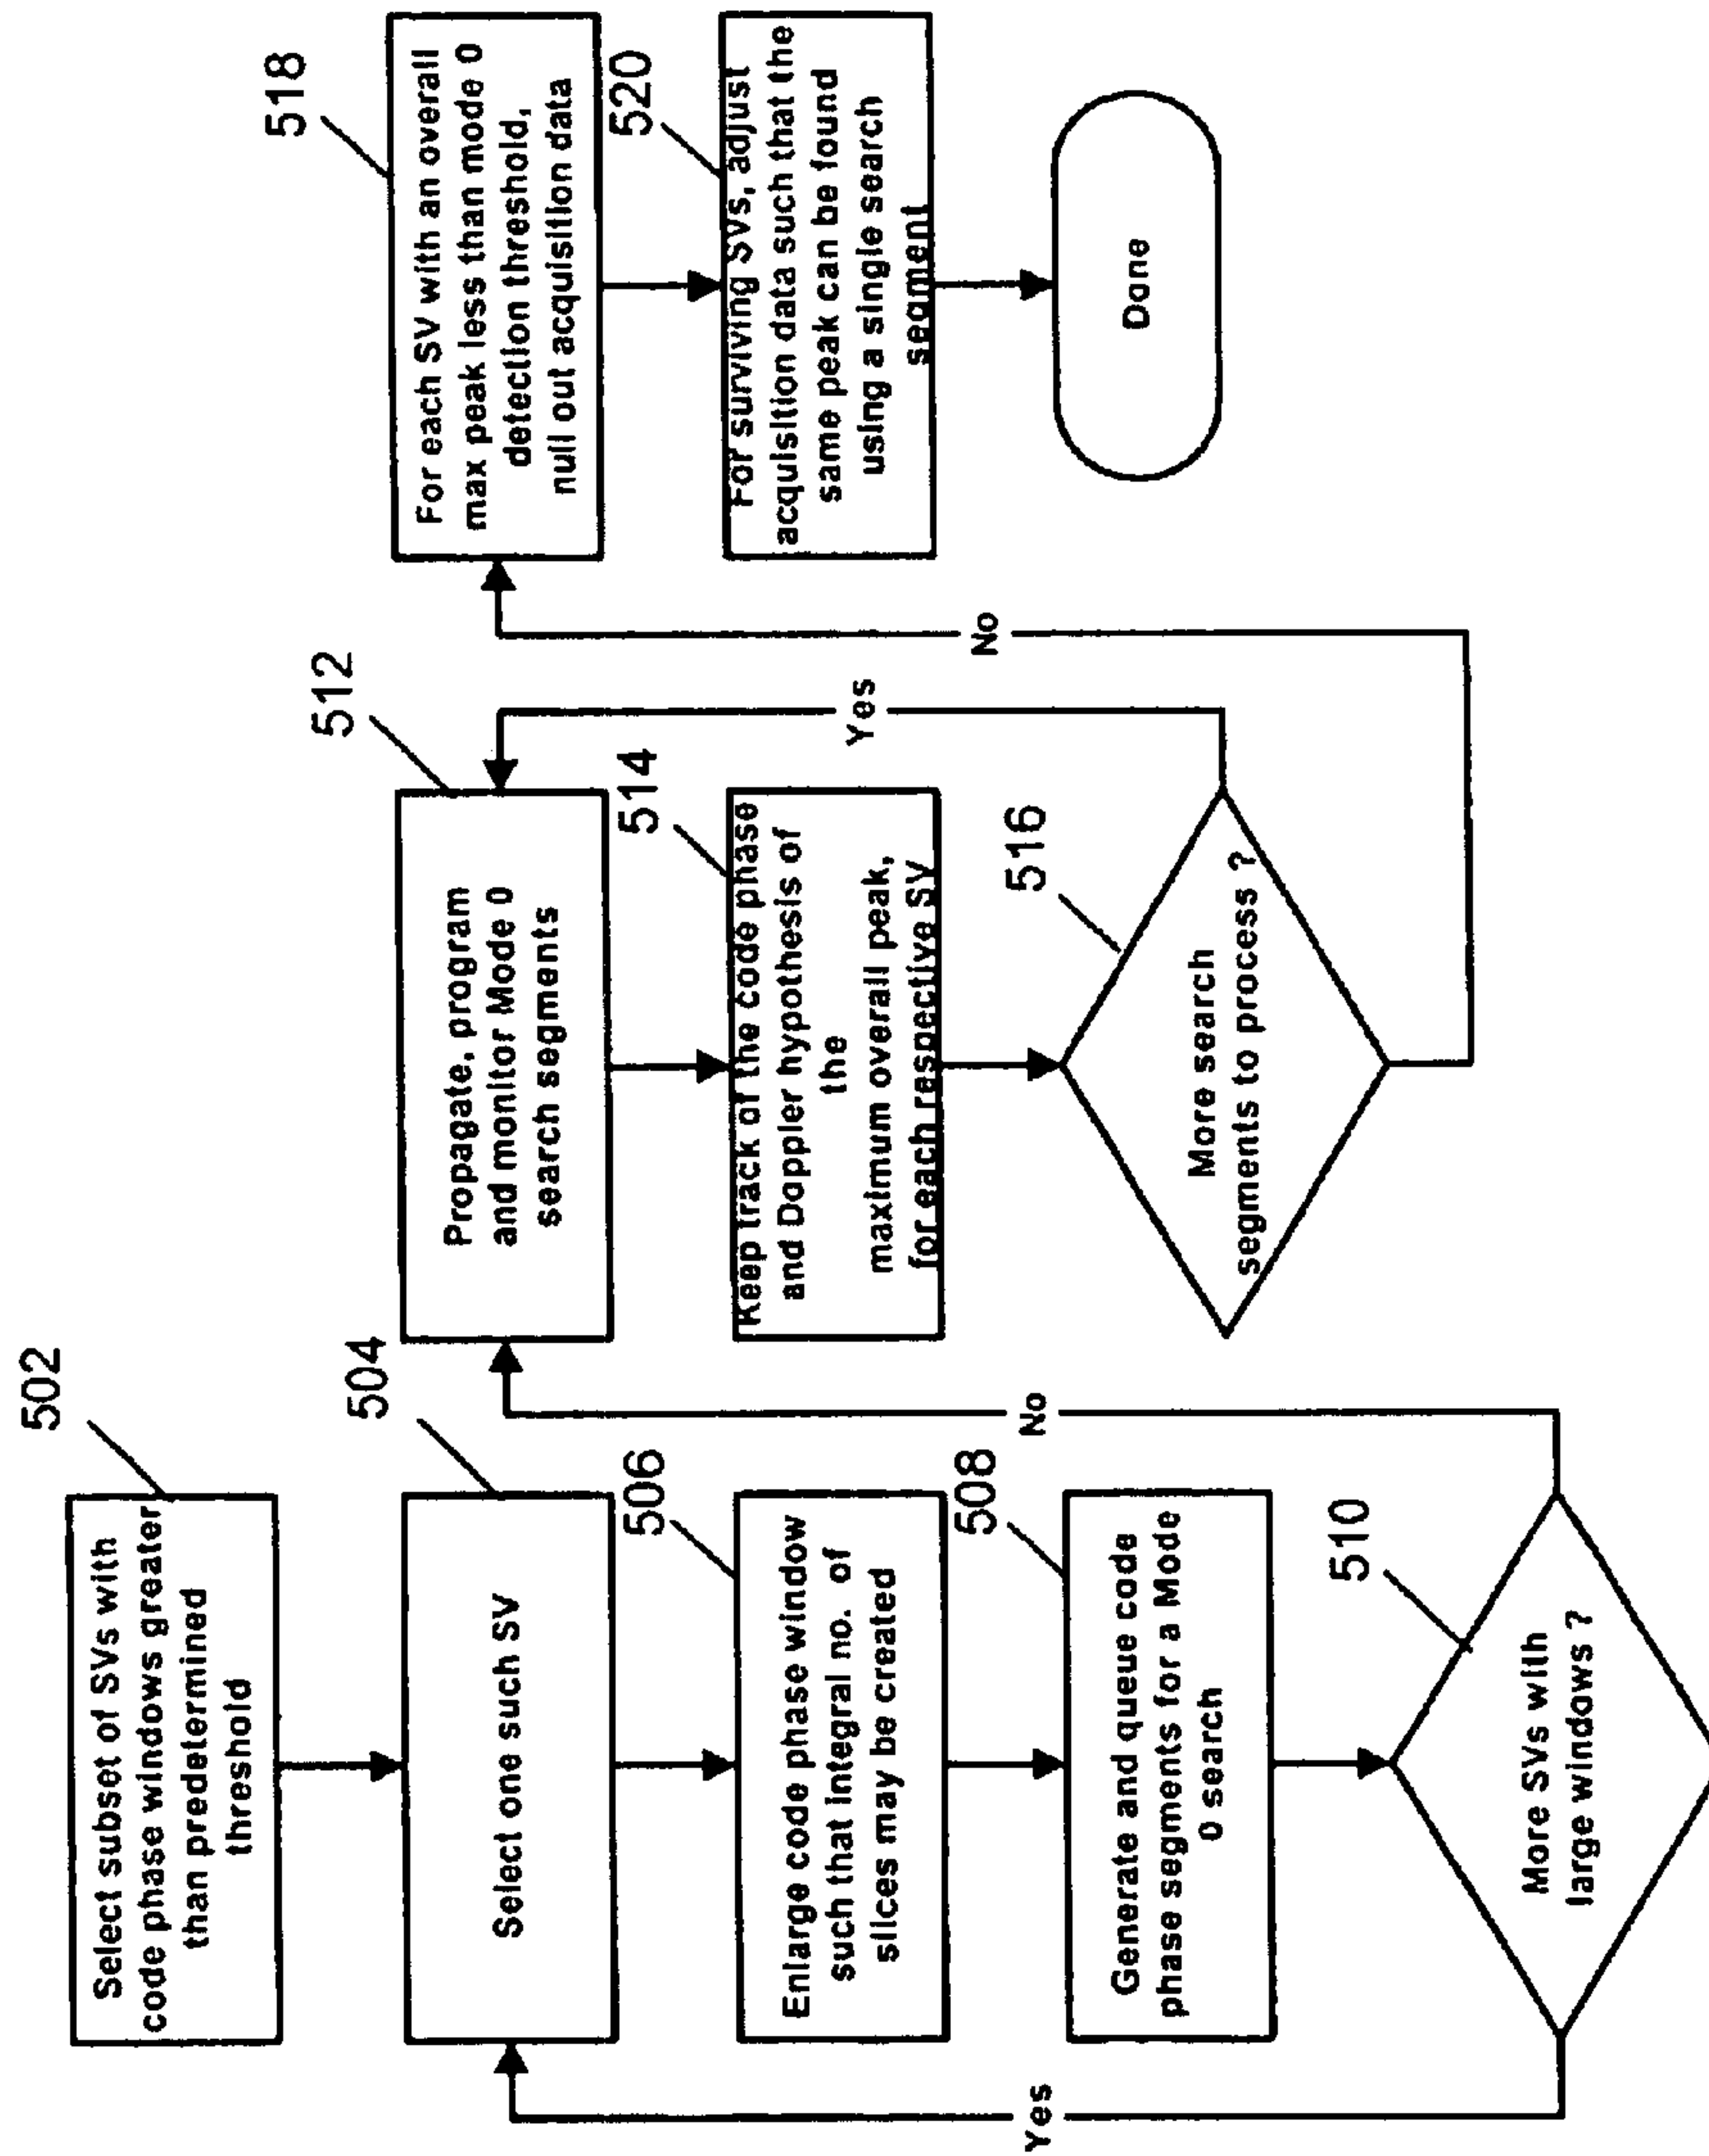 502
Select subset of SVs with
code phase windows greater
than predetermined
threshold
504
Select one such SV
506
Enlarge code phase window
such that integral no. of
slices may be created
508
Generate and queue code
phase segments for a Mode
0 search
510
More SVs with
large windows ?
Yes
No
512
Propagate, program
and monitor Mode 0
search segments
514
Keep track of the code phase
and Doppler hypothesis of
the
maximum overall peak,
for each respective SV
516
More search
segments to process ?
Yes
No
518
For each SV with an overall
max peak less than mode 0
detection threshold,
null out acquisition data
520
For surviving SVs, adjust
acquisition data such that the
same peak can be found
using a single search
segment
Done